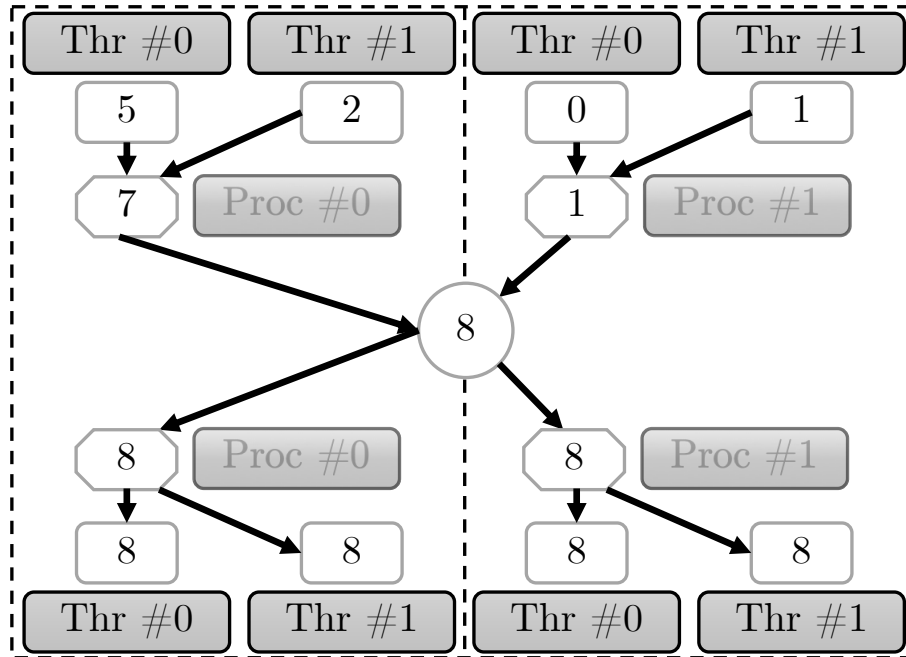 Thr #0 Thr #1 Thr #0 Thr #1
5 2 0 1
7 Proc #0 1 Proc #1
8
8 Proc #0 8 Proc #1
8 8 8 8
Thr #0 Thr #1 Thr #0 Thr #1